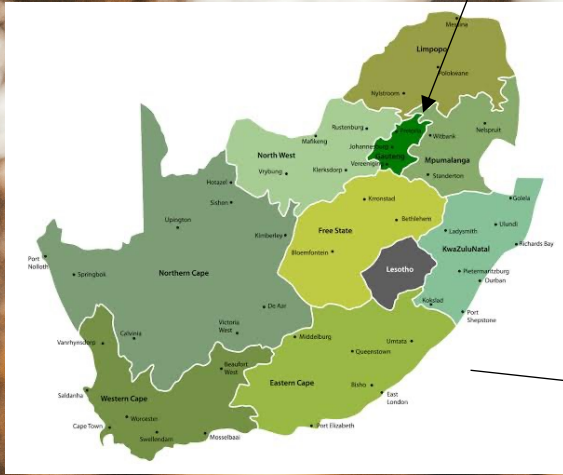 Messina
Limpopo
Polokwane
Nylstroom
Rustenburg
Pretoria
Nelspruit
Mafikeng
Johannesburg
Witbank
North West
Gauteng
Vereeniging
Mpumalanga
Vryburg
Klerksdorp
Standerton
Hotazel
Golela
Sishen
Kroonstad
Upington
Bethlehem
Ulundi
Free State
Ladysmith
Kimberley
Richards Bay
KwaZuluNatal
Bloemfontein
Port
Nolloth
Lesotho
Pietermaritzburg
Springbok
Northern Cape
Durban
Kokstad
De Aar
Port
Shepstone
Victoria
West
Calvinia
Vanrhynsdorp
Middelburg
Umtata
Queenstown
Beaufort
West
Eastern Cape
Bisho
Saldanha
Western Cape
East
London
Worcester
Cape Town
Port Elizabeth
Swellendam
Mosselbaai